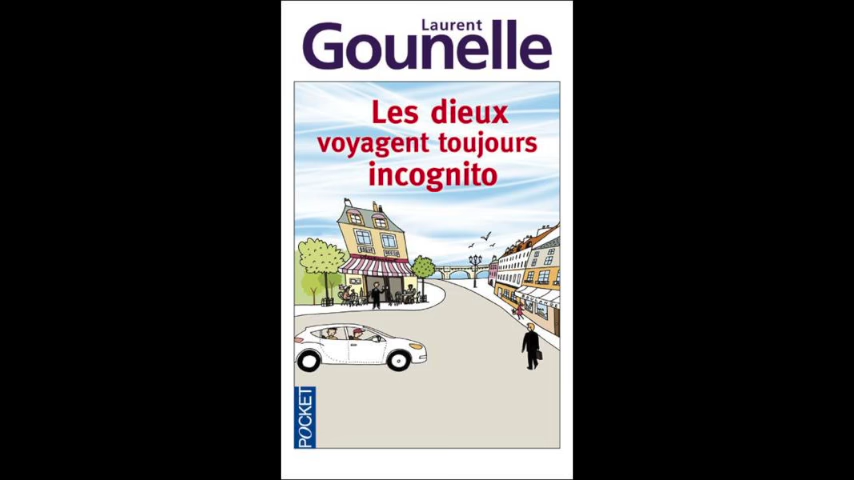 Laurent
Gounelle
Les dieux
voyagent toujours
incognito
POCKET